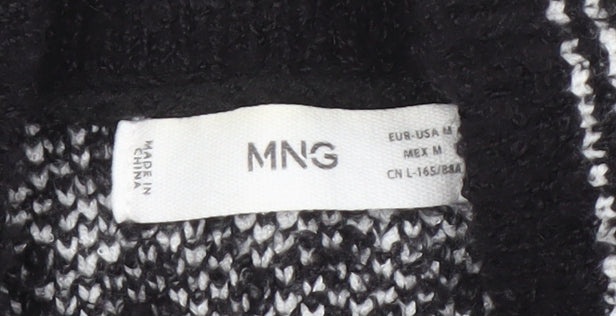 MADE IN
CHINA
MNG
EUR-USA M
MEX M
CN L-165/88A